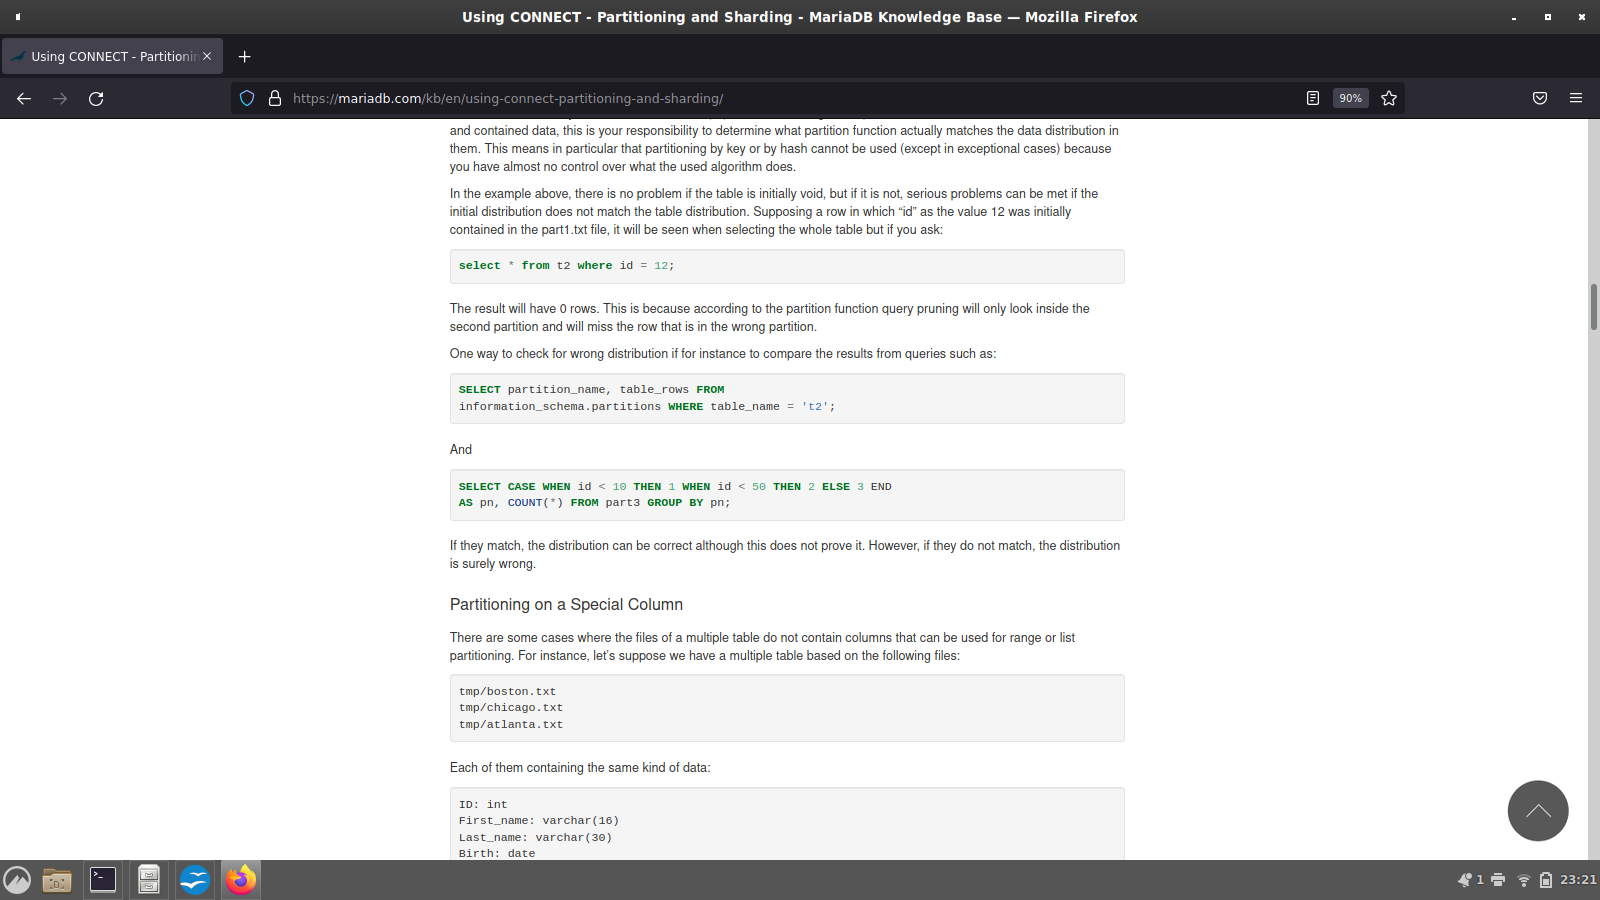 Using CONNECT - Partitioning and Sharding - MariaDB Knowledge Base — Mozilla Firefox
Using CONNECT - Partitionin
https://mariadb.com/kb/en/using-connect-partitioning-and-sharding/
90%
and contained data, this is your responsibility to determine what partition function actually matches the data distribution in
them. This means in particular that partitioning by key or by hash cannot be used (except in exceptional cases) because
you have almost no control over what the used algorithm does.
In the example above, there is no problem if the table is initially void, but if it is not, serious problems can be met if the
initial distribution does not match the table distribution. Supposing a row in which “id” as the value 12 was initially
contained in the part1.txt file, it will be seen when selecting the whole table but if you ask:
select * from t2 where id = 12;
The result will have 0 rows. This is because according to the partition function query pruning will only look inside the
second partition and will miss the row that is in the wrong partition.
One way to check for wrong distribution if for instance to compare the results from queries such as:
SELECT partition_name, table_rows FROM
information_schema.partitions WHERE table_name = 't2';
And
SELECT CASE WHEN id < 10 THEN 1 WHEN id < 50 THEN 2 ELSE 3 END
AS pn, COUNT(*) FROM part3 GROUP BY pn;
If they match, the distribution can be correct although this does not prove it. However, if they do not match, the distribution
is surely wrong.
Partitioning on a Special Column
There are some cases where the files of a multiple table do not contain columns that can be used for range or list
partitioning. For instance, let’s suppose we have a multiple table based on the following files:
tmp/boston.txt
tmp/chicago.txt
tmp/atlanta.txt
Each of them containing the same kind of data:
ID: int
First_name: varchar(16)
Last_name: varchar(30)
Birth: date
1
23:21